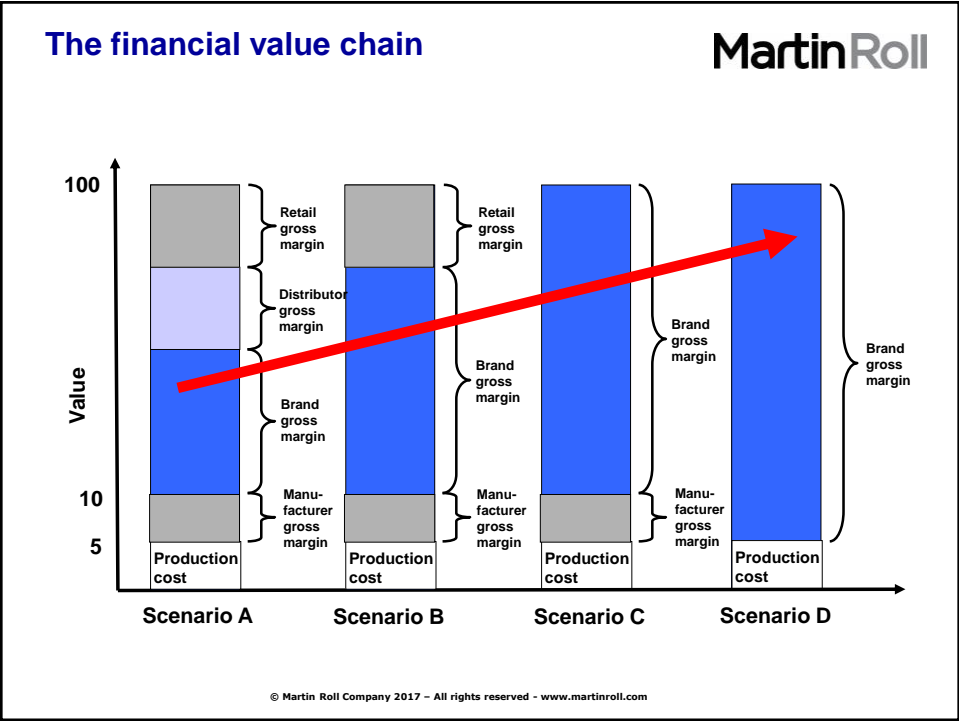 The financial value chain
MartinRoll
100
10
5
Value
Retail
gross
margin
Distributor
gross
margin
Brand
gross
margin
Manu-
facturer
gross
margin
Production
cost
Scenario A
Retail
gross
margin
Brand
gross
margin
Manu-
facturer
gross
margin
Production
cost
Scenario B
Brand
gross
margin
Manu-
facturer
gross
margin
Production
cost
Scenario C
Brand
gross
margin
Production
cost
Scenario D
© Martin Roll Company 2017 – All rights reserved - www.martinroll.com